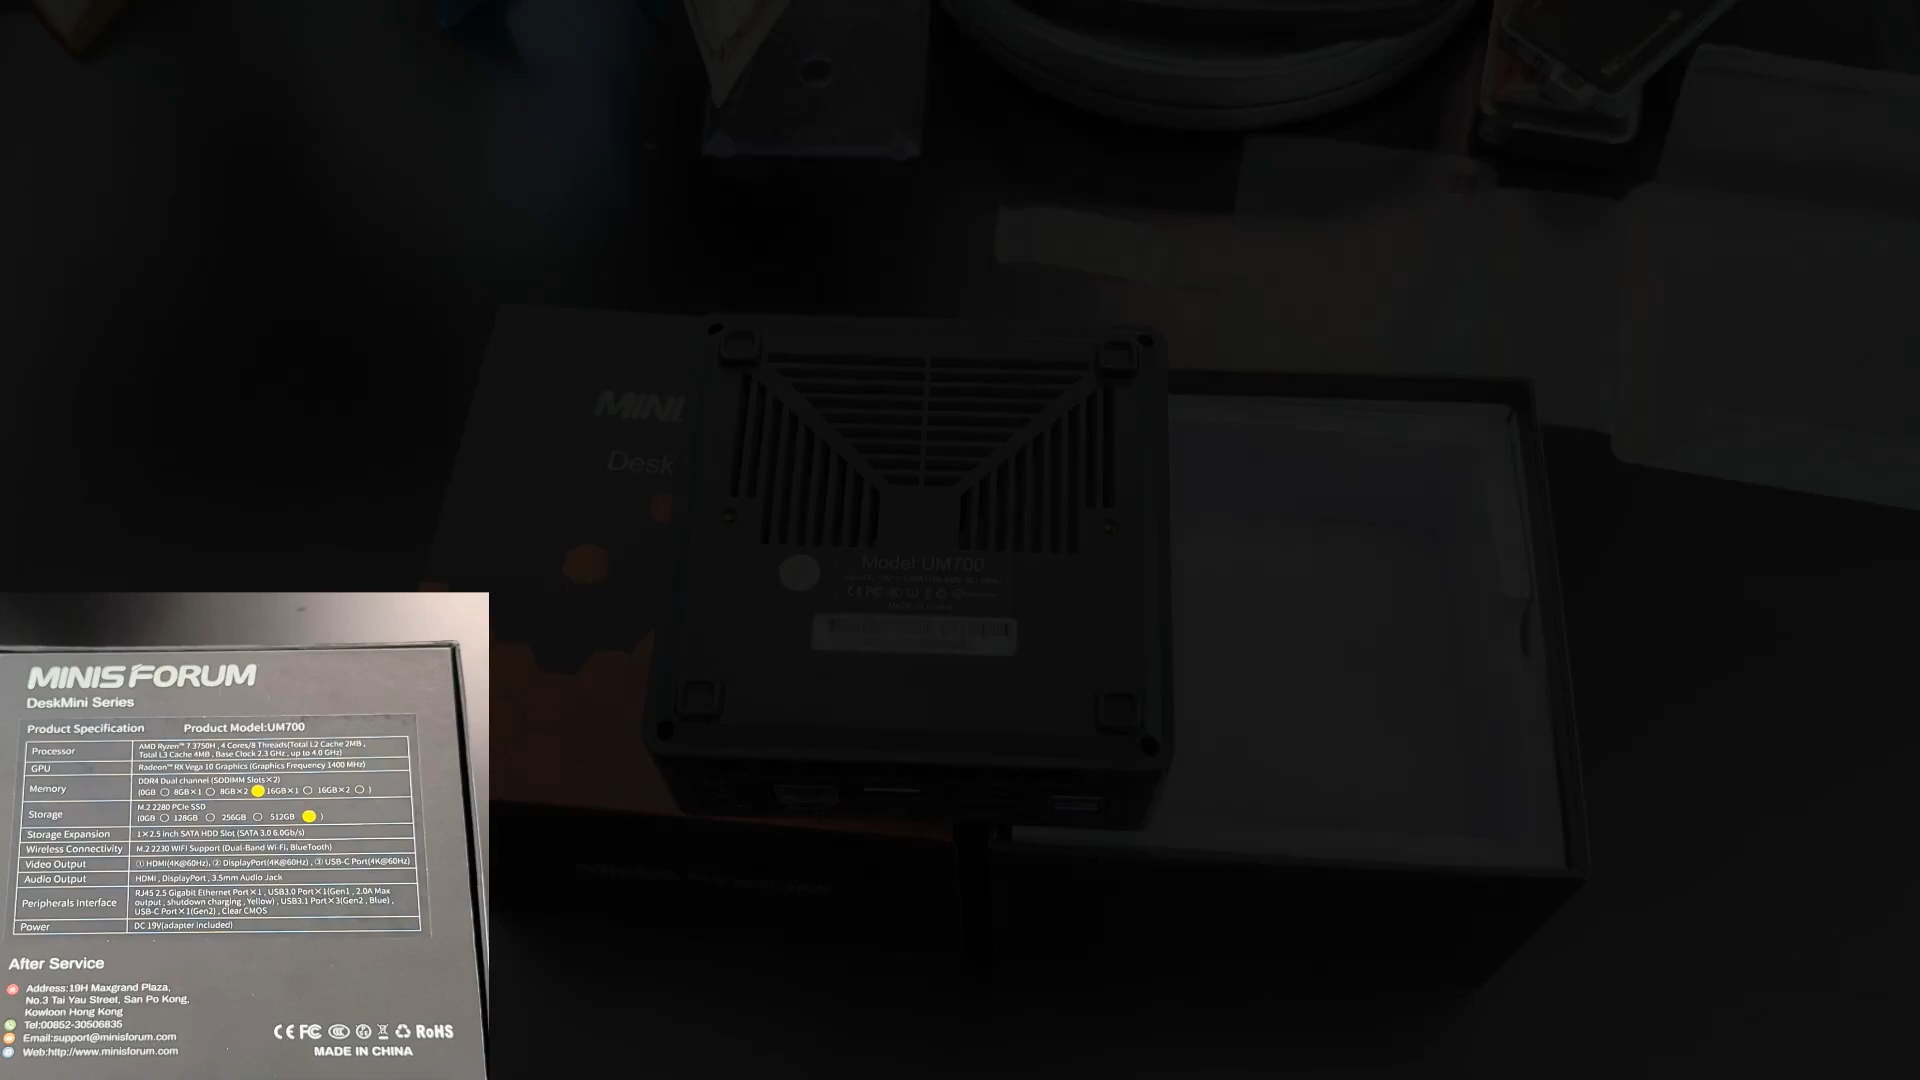 MINI
Desk
Model:UM700
MADE IN CHINA
MINISFORUM
DeskMini Series
Product Specification Product Model:UM700
Processor AMD Ryzen™ 7 3750H , 4 Cores/8 Threads(Total L2 Cache 2MB ,
Total L3 Cache 4MB , Base Clock 2.3 GHz , up to 4.0 GHz)
GPU Radeon™ RX Vega 10 Graphics (Graphics Frequency 1400 MHz)
Memory DDR4 Dual channel (SODIMM Slots×2)
(0GB ○ 8GB×1 ○ 8GB×2 16GB×1 ○ 16GB×2 ○ )
Storage M.2 2280 PCIe SSD
(0GB ○ 128GB ○ 256GB ○ 512GB )
Storage Expansion 1×2.5 inch SATA HDD Slot (SATA 3.0 6.0Gb/s)
Wireless Connectivity M.2 2230 WIFI Support (Dual-Band Wi-Fi, BlueTooth)
Video Output ① HDMI(4K@60Hz), ② DisplayPort(4K@60Hz) , ③ USB-C Port(4K@60Hz)
Audio Output HDMI , DisplayPort , 3.5mm Audio Jack
Peripherals Interface RJ45 2.5 Gigabit Ethernet Port×1 , USB3.0 Port×1(Gen1 , 2.0A Max
output , shutdown charging , Yellow) , USB3.1 Port×3(Gen2 , Blue) ,
USB-C Port×1(Gen2) , Clear CMOS
Power DC 19V(adapter included)
After Service
Address:19H Maxgrand Plaza,
No.3 Tai Yau Street, San Po Kong,
Kowloon Hong Kong
Tel:00852-30506835
Email:support@minisforum.com
Web:http://www.minisforum.com
CE FC CCC RoHS
MADE IN CHINA